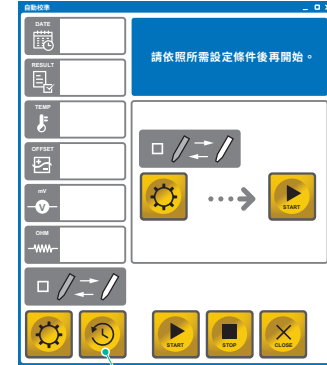 自動校準
DATE
請依照所需設定條件後再開始。
RESULT
TEMP
OFFSET
mV
V
START
OHM
START
STOP
CLOSE